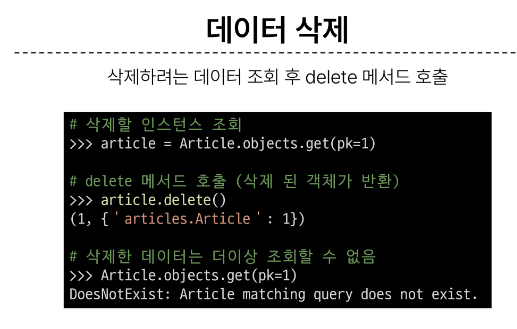 데이터 삭제
삭제하려는 데이터 조회 후 delete 메서드 호출
# 삭제할 인스턴스 조회
>>> article = Article.objects.get(pk=1)
# delete 메서드 호출 (삭제 된 객체가 반환)
>>> article.delete()
(1, {'articles.Article': 1})
# 삭제한 데이터는 더이상 조회할 수 없음
>>> Article.objects.get(pk=1)
DoesNotExist: Article matching query does not exist.